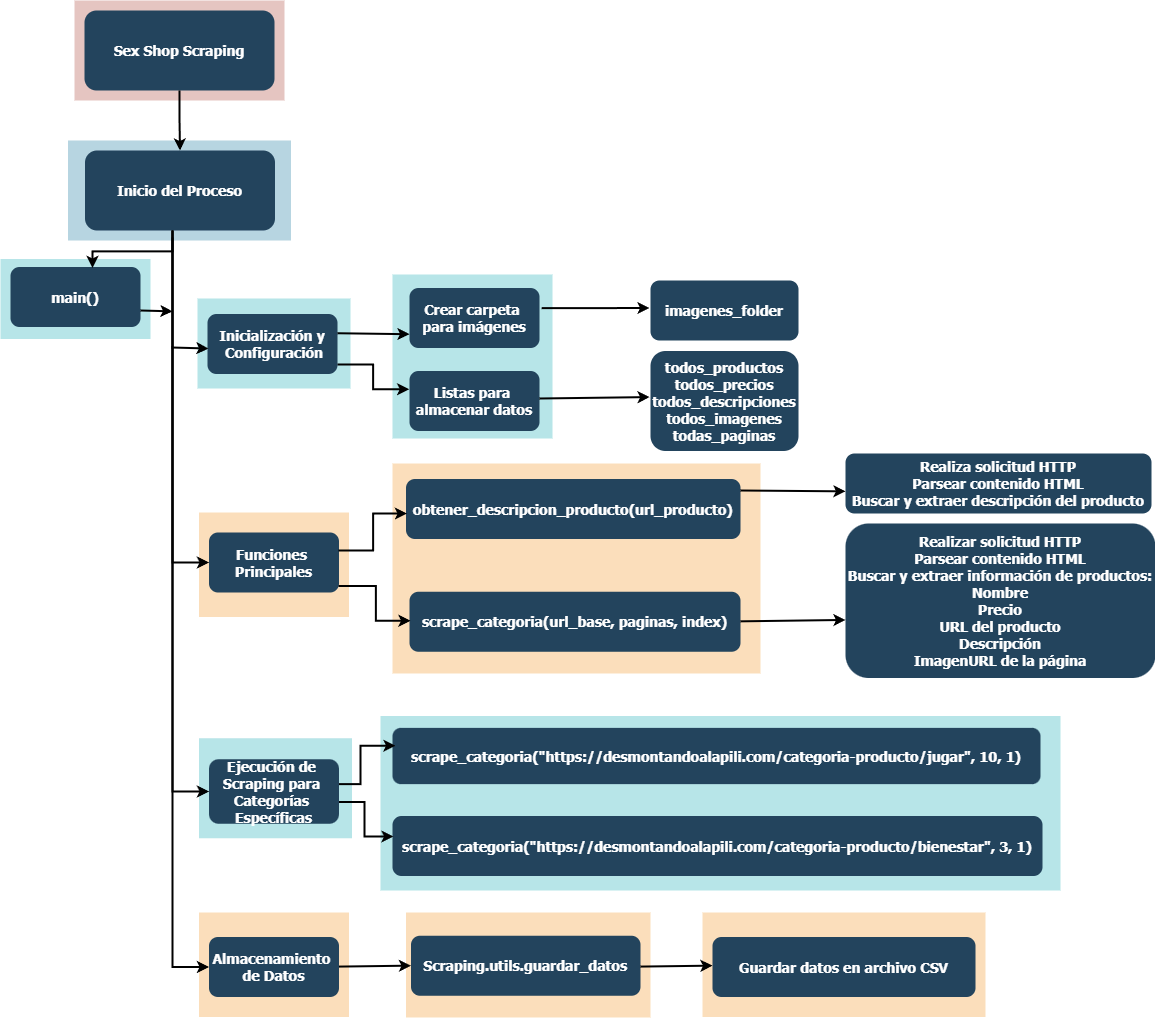 Sex Shop Scraping
Inicio del Proceso
main()
Inicialización y
Configuración
Crear carpeta
para imágenes
imagenes_folder
Listas para
almacenar datos
todos_productos
todos_precios
todos_descripciones
todos_imagenes
todas_paginas
Funciones
Principales
obtener_descripcion_producto(url_producto)
Realiza solicitud HTTP
Parsear contenido HTML
Buscar y extraer descripción del producto
scrape_categoria(url_base, paginas, index)
Realizar solicitud HTTP
Parsear contenido HTML
Buscar y extraer información de productos:
Nombre
Precio
URL del producto
Descripción
ImagenURL de la página
Ejecución de
Scraping para
Categorías
Específicas
scrape_categoria("https://desmontandoalapili.com/categoria-producto/jugar", 10, 1)
scrape_categoria("https://desmontandoalapili.com/categoria-producto/bienestar", 3, 1)
Almacenamiento
de Datos
Scraping.utils.guardar_datos
Guardar datos en archivo CSV